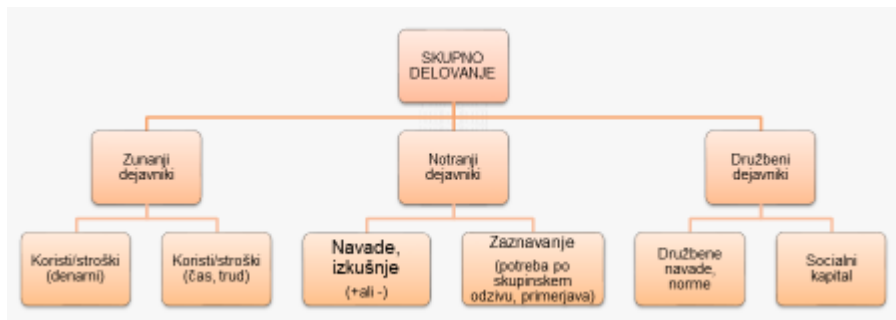 SKUPNO
DELOVANJE
Zunanji
dejavniki
Notranji
dejavniki
Družbeni
dejavniki
Koristi/stroški
(denarni)
Koristi/stroški
(čas, trud)
Navade,
izkušnje
(+ali -)
Zaznavanje
(potreba po
skupinskem
odzivu, primerjava)
Družbene
navade,
norme
Socialni
kapital